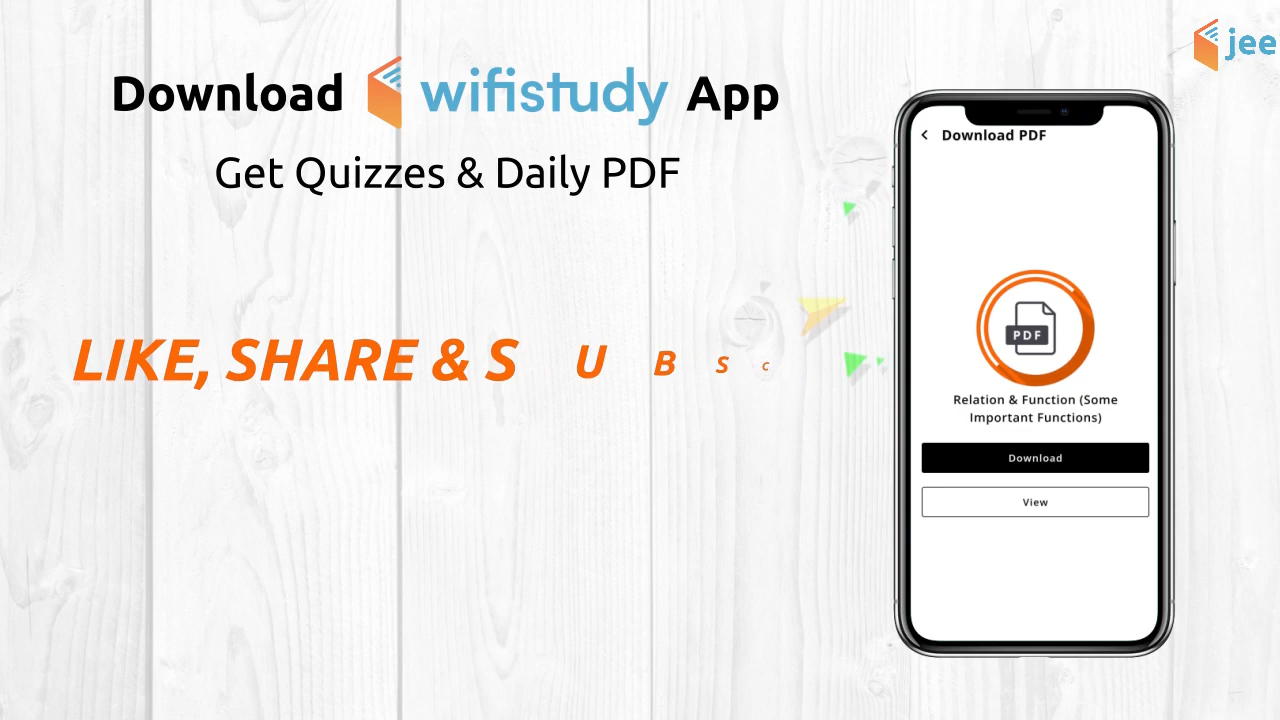 jee
Download wifistudy App
Get Quizzes & Daily PDF
LIKE, SHARE & S U B S C
Download PDF
PDF
Relation & Function (Some
Important Functions)
Download
View